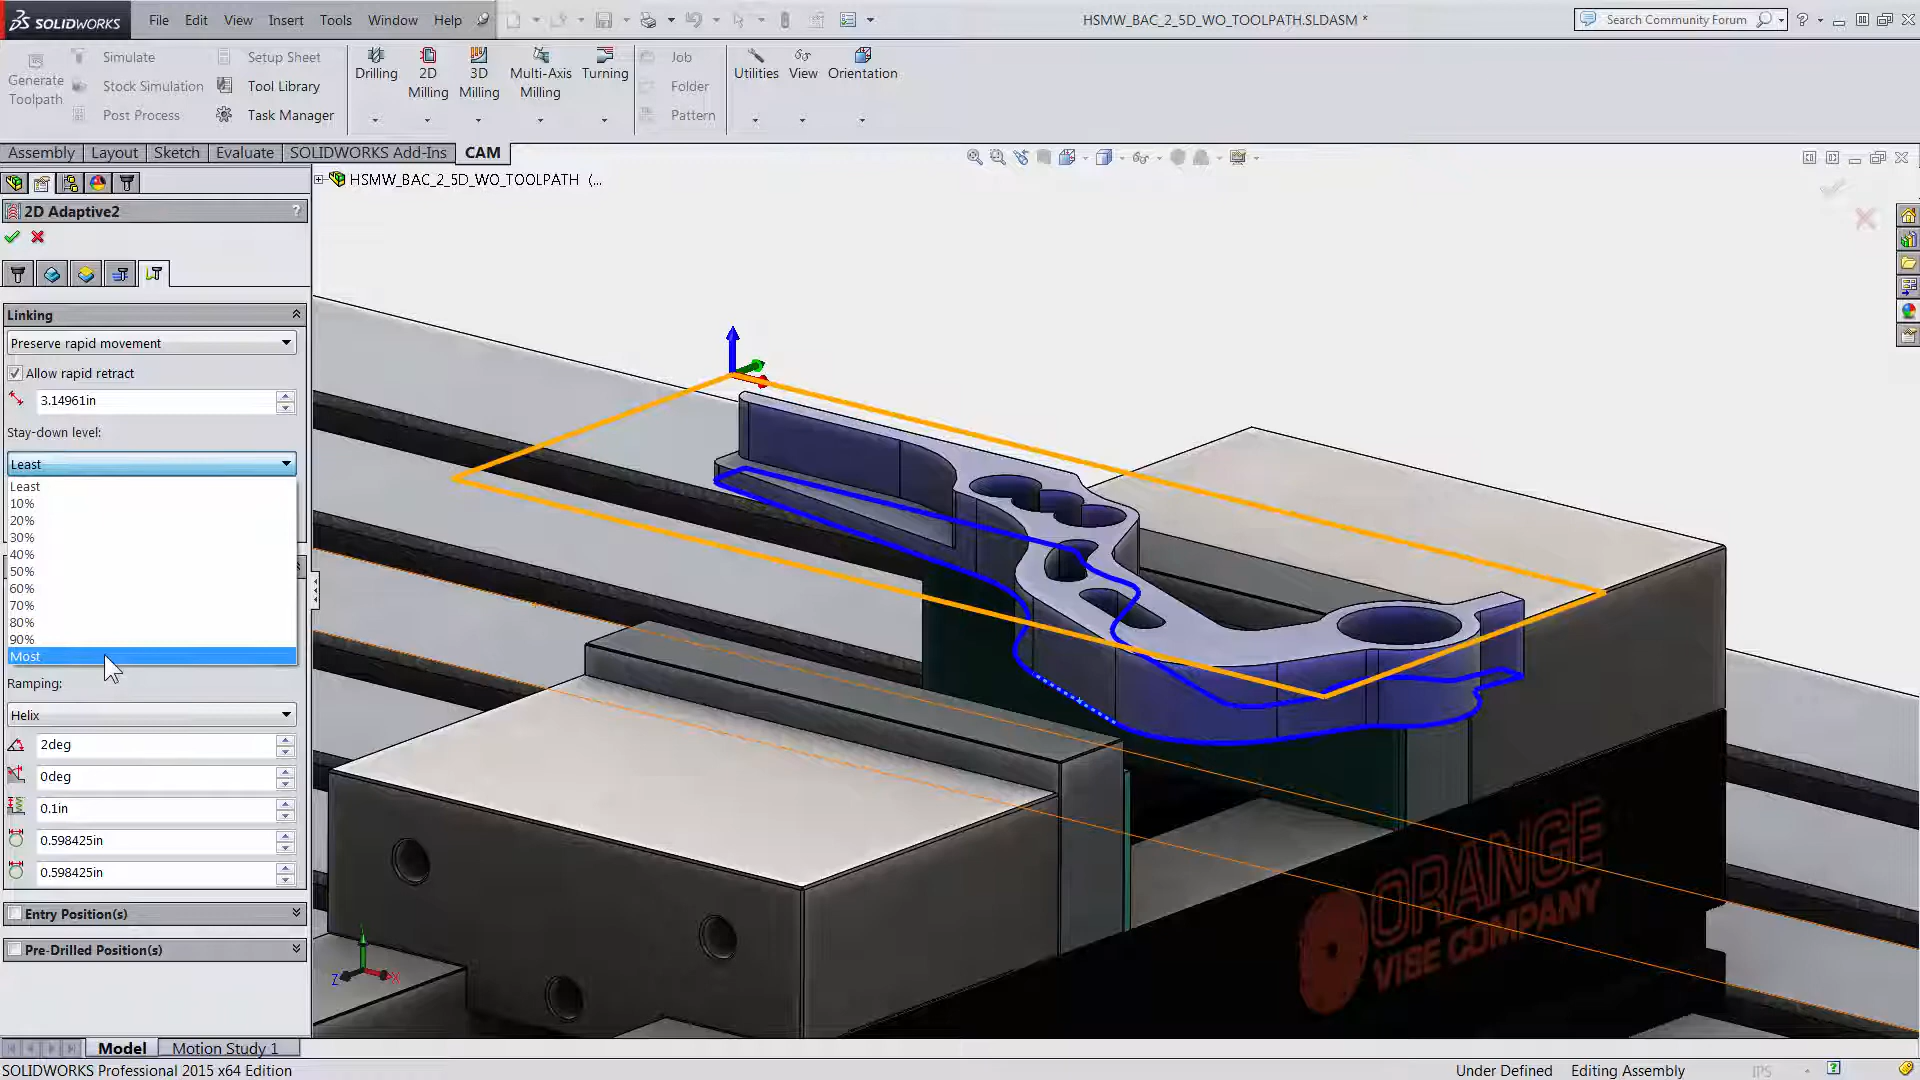 SOLIDWORKS
File Edit View Insert Tools Window Help
HSMW_BAC_2_5D_WO_TOOLPATH.SLDASM *
Search Community Forum
Generate
Toolpath
Simulate
Stock Simulation
Post Process
Setup Sheet
Tool Library
Task Manager
Drilling
2D
Milling
3D
Milling
Multi-Axis
Milling
Turning
Job
Folder
Pattern
Utilities
View
Orientation
Assembly Layout Sketch Evaluate SOLIDWORKS Add-Ins CAM
HSMW_BAC_2_5D_WO_TOOLPATH (...
2D Adaptive2 ?
Linking
Preserve rapid movement
Allow rapid retract
3.14961in
Stay-down level:
Least
Least
10%
20%
30%
40%
50%
60%
70%
80%
90%
Most
Ramping:
Helix
2deg
0deg
0.1in
0.598425in
0.598425in
Entry Position(s)
Pre-Drilled Position(s)
Z X
ORANGE
VISE COMPANY
Model Motion Study 1
SOLIDWORKS Professional 2015 x64 Edition
Under Defined Editing Assembly IPS